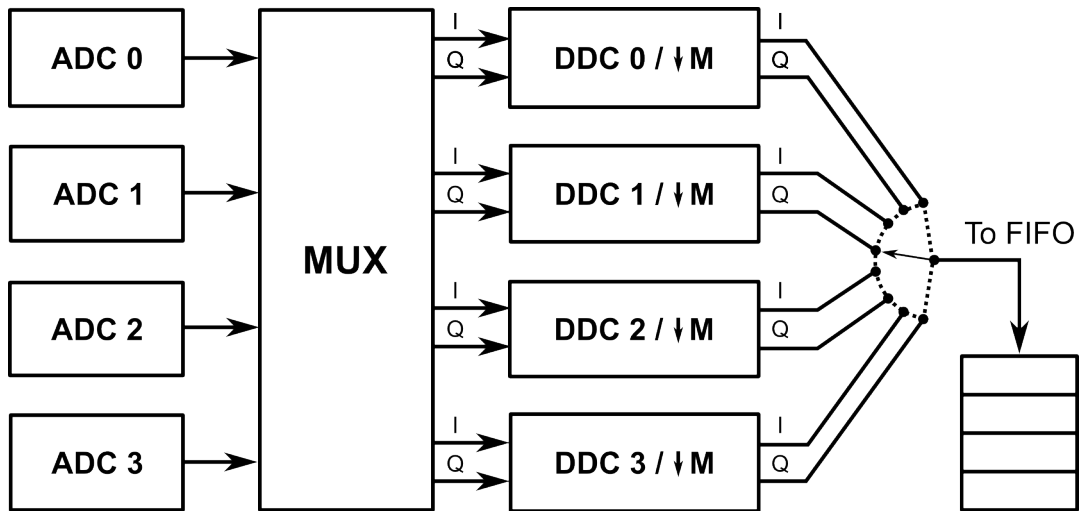 ADC 0
I
Q
DDC 0 / ↓M
I
Q
ADC 1
I
Q
DDC 1 / ↓M
I
Q
MUX
To FIFO
ADC 2
I
Q
DDC 2 / ↓M
I
Q
ADC 3
I
Q
DDC 3 / ↓M
I
Q